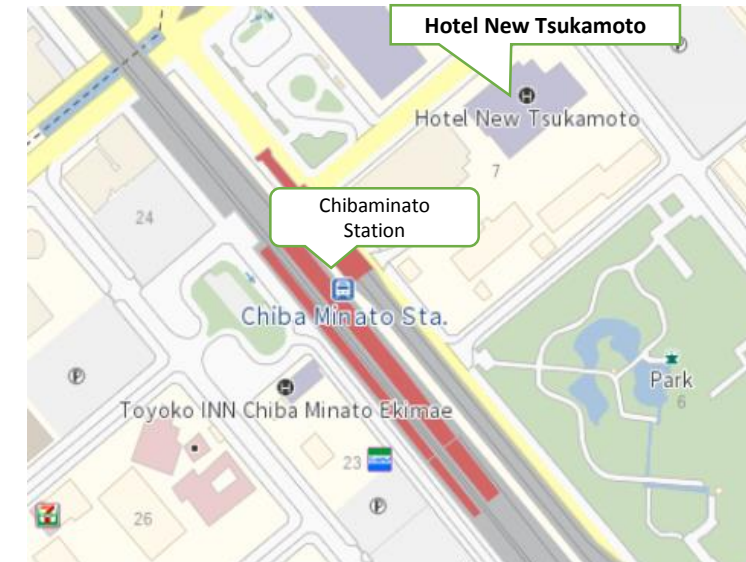 Hotel New Tsukamoto
P
H
Hotel New Tsukamoto
7
Chibaminato
Station
24
Chiba Minato Sta.
P
H
Toyoko INN Chiba Minato Ekimae
Park
6
23
P
7
26
P